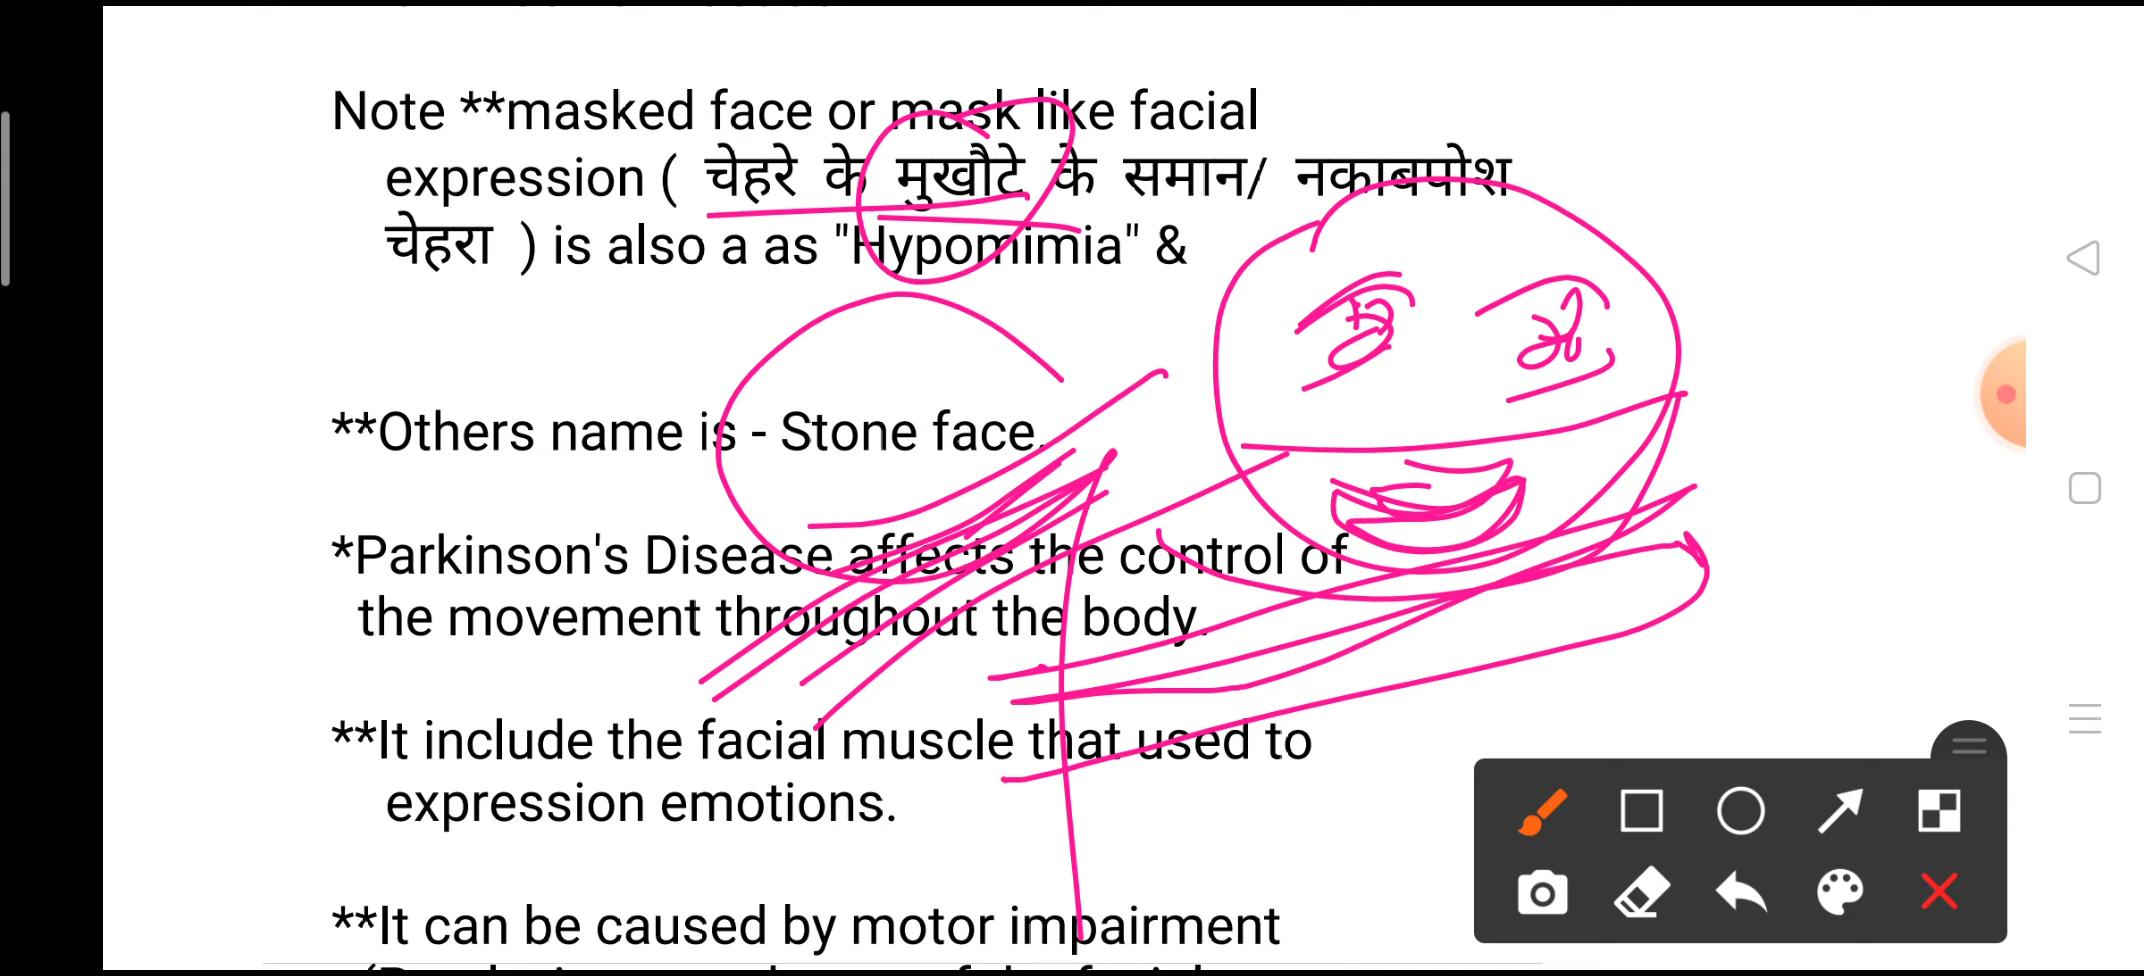 Note **masked face or mask like facial
expression ( चेहरे के मुखौटे के समान/ नकाबपोश
चेहरा ) is also a as "Hypomimia" &
**Others name is - Stone face.
*Parkinson's Disease affects the control of
the movement throughout the body.
**It include the facial muscle that used to
expression emotions.
**It can be caused by motor impairment